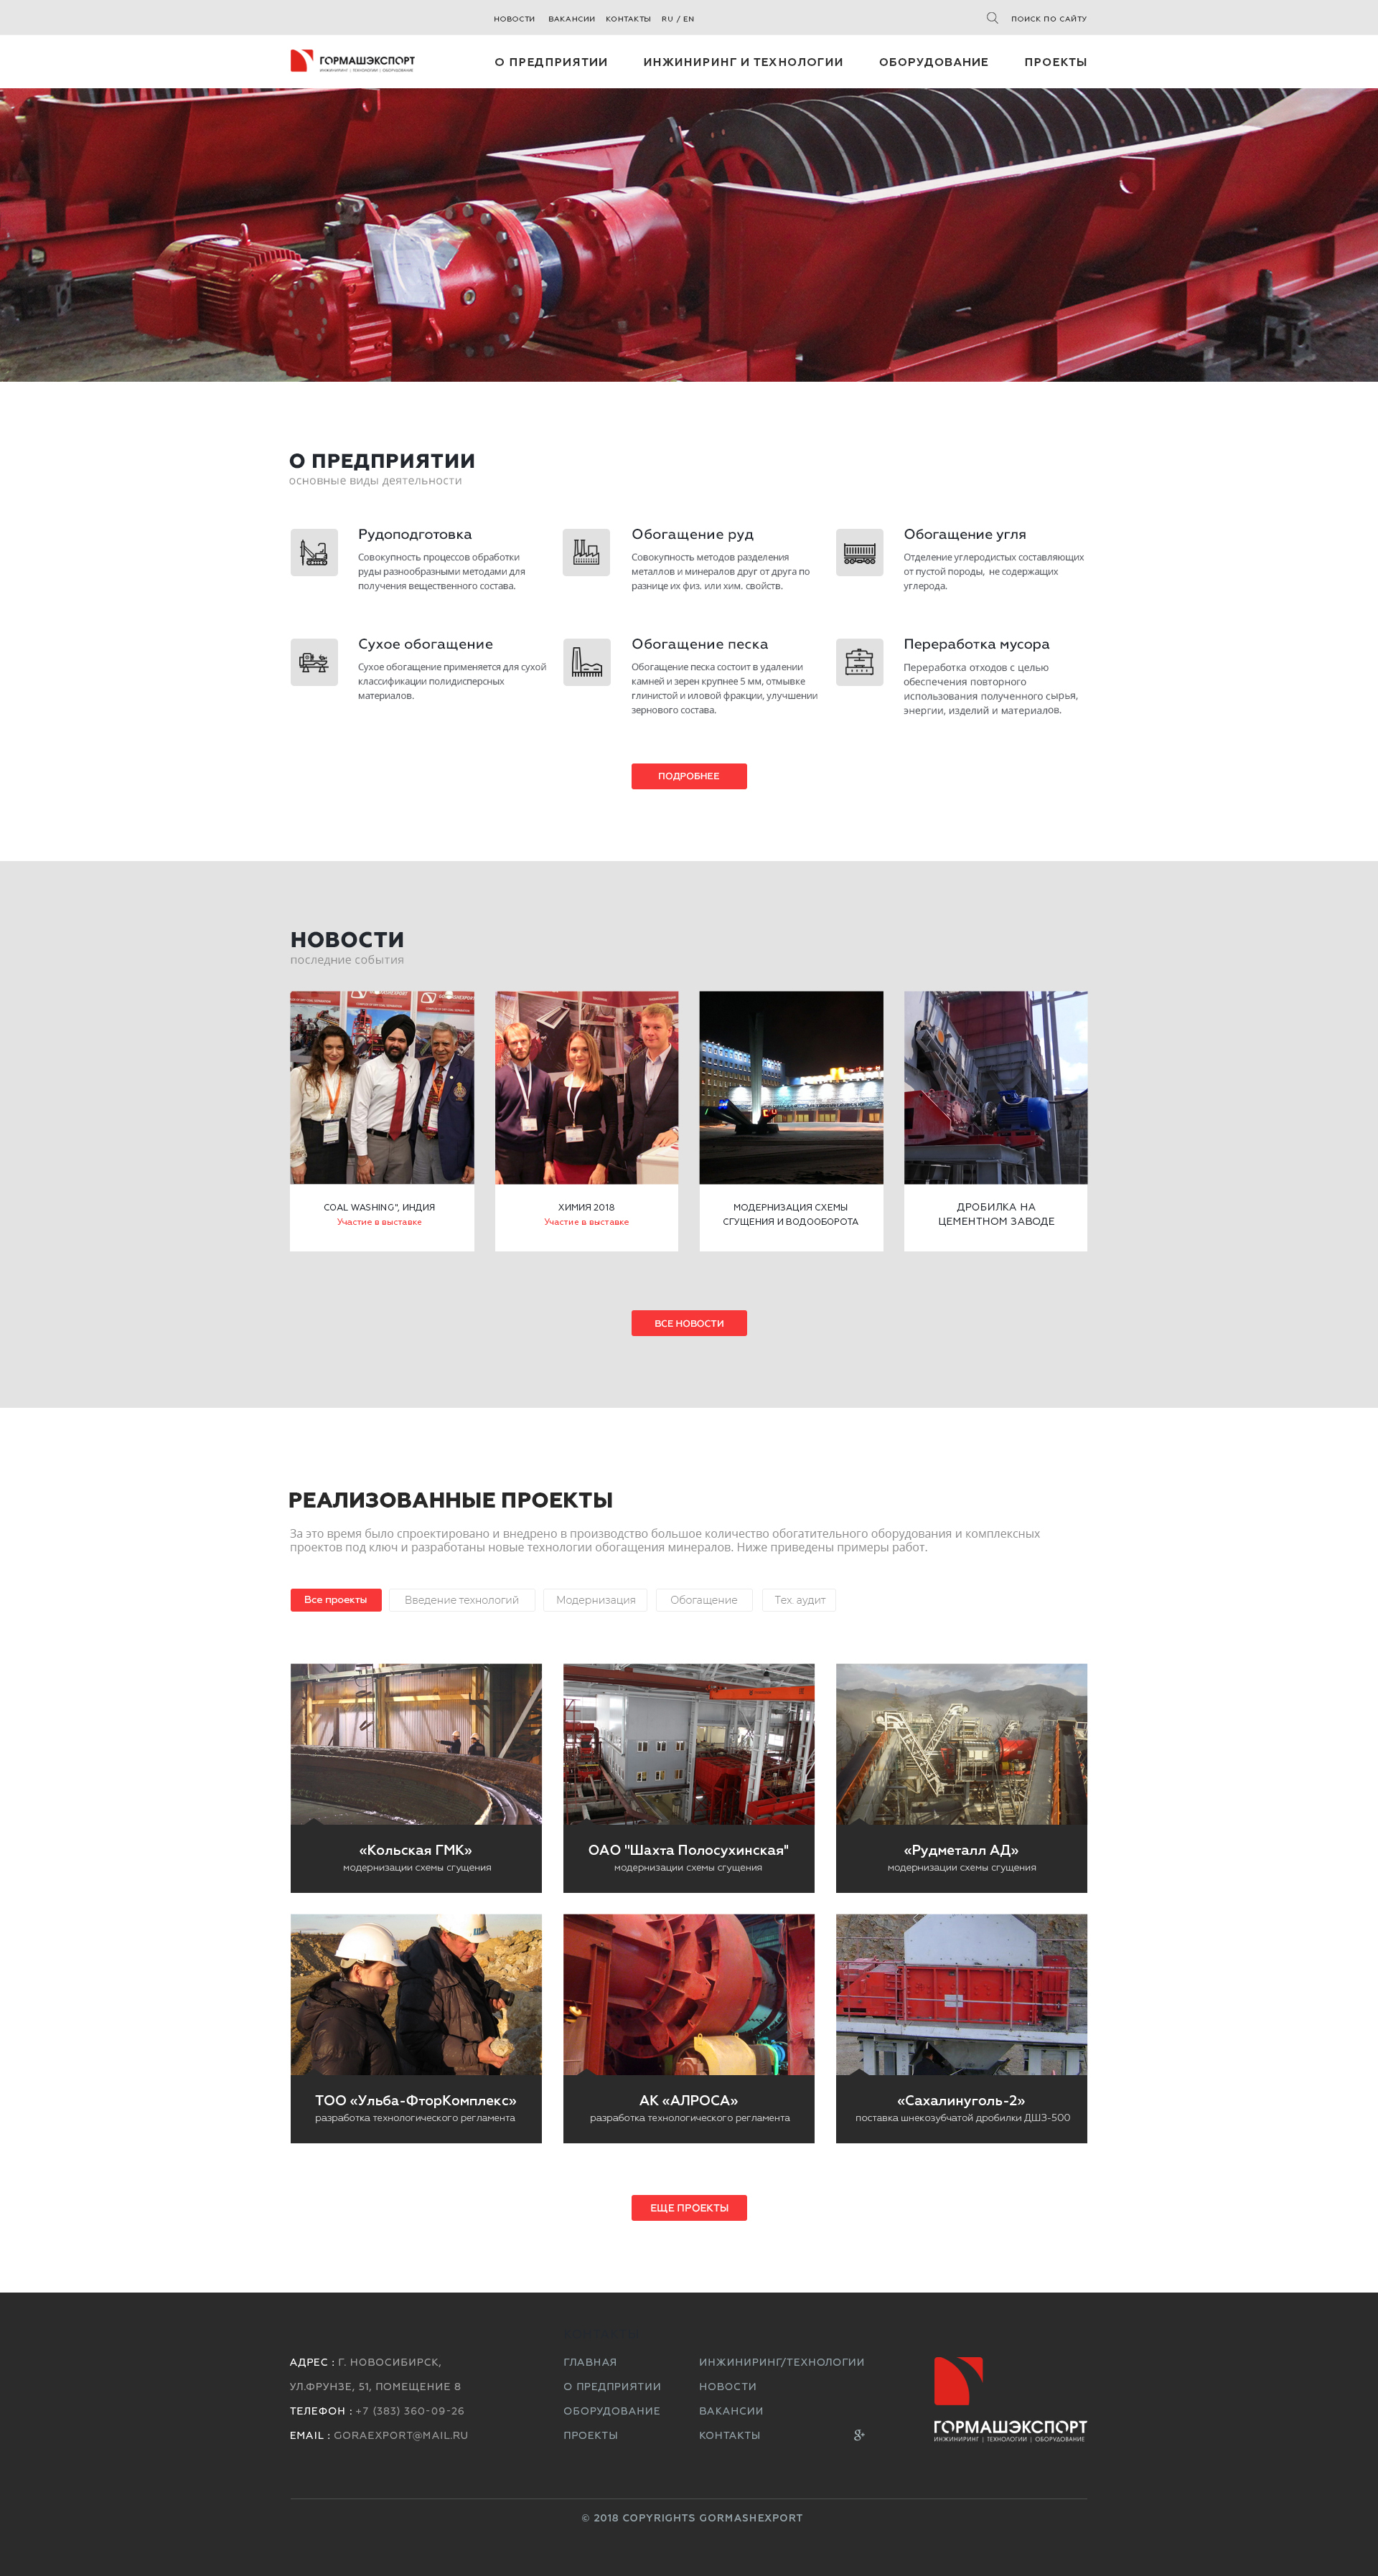 НОВОСТИ ВАКАНСИИ КОНТАКТЫ RU / EN ПОИСК ПО САЙТУ
ГОРМАШЭКСПОРТ
ИНЖИНИРИНГ | ТЕХНОЛОГИИ | ОБОРУДОВАНИЕ
О ПРЕДПРИЯТИИ ИНЖИНИРИНГ И ТЕХНОЛОГИИ ОБОРУДОВАНИЕ ПРОЕКТЫ
О ПРЕДПРИЯТИИ
основные виды деятельности
Рудоподготовка
Совокупность процессов обработки
руды разнообразными методами для
получения вещественного состава.
Обогащение руд
Совокупность методов разделения
металлов и минералов друг от друга по
разнице их физ. или хим. свойств.
Обогащение угля
Отделение углеродистых составляющих
от пустой породы, не содержащих
углерода.
Сухое обогащение
Сухое обогащение применяется для сухой
классификации полидисперсных
материалов.
Обогащение песка
Обогащение песка состоит в удалении
камней и зерен крупнее 5 мм, отмывке
глинистой и иловой фракции, улучшении
зернового состава.
Переработка мусора
Переработка отходов с целью
обеспечения повторного
использования полученного сырья,
энергии, изделий и материалов.
ПОДРОБНЕЕ
НОВОСТИ
последние события
COAL WASHING", ИНДИЯ
Участие в выставке
ХИМИЯ 2018
Участие в выставке
МОДЕРНИЗАЦИЯ СХЕМЫ
СГУЩЕНИЯ И ВОДООБОРОТА
ДРОБИЛКА НА
ЦЕМЕНТНОМ ЗАВОДЕ
ВСЕ НОВОСТИ
РЕАЛИЗОВАННЫЕ ПРОЕКТЫ
За это время было спроектировано и внедрено в производство большое количество обогатительного оборудования и комплексных
проектов под ключ и разработаны новые технологии обогащения минералов. Ниже приведены примеры работ.
Все проекты Введение технологий Модернизация Обогащение Тех. аудит
«Кольская ГМК»
модернизации схемы сгущения
ОАО "Шахта Полосухинская"
модернизации схемы сгущения
«Рудметалл АД»
модернизации схемы сгущения
ТОО «Ульба-ФторКомплекс»
разработка технологического регламента
АК «АЛРОСА»
разработка технологического регламента
«Сахалинуголь-2»
поставка шнекозубчатой дробилки ДШЗ-500
ЕЩЕ ПРОЕКТЫ
АДРЕС : Г. НОВОСИБИРСК,
УЛ.ФРУНЗЕ, 51, ПОМЕЩЕНИЕ 8
ТЕЛЕФОН : +7 (383) 360-09-26
EMAIL : GORAEXPORT@MAIL.RU
ГЛАВНАЯ
О ПРЕДПРИЯТИИ
ОБОРУДОВАНИЕ
ПРОЕКТЫ
ИНЖИНИРИНГ/ТЕХНОЛОГИИ
НОВОСТИ
ВАКАНСИИ
КОНТАКТЫ
g+
ГОРМАШЭКСПОРТ
ИНЖИНИРИНГ | ТЕХНОЛОГИИ | ОБОРУДОВАНИЕ
© 2018 COPYRIGHTS GORMASHEXPORT